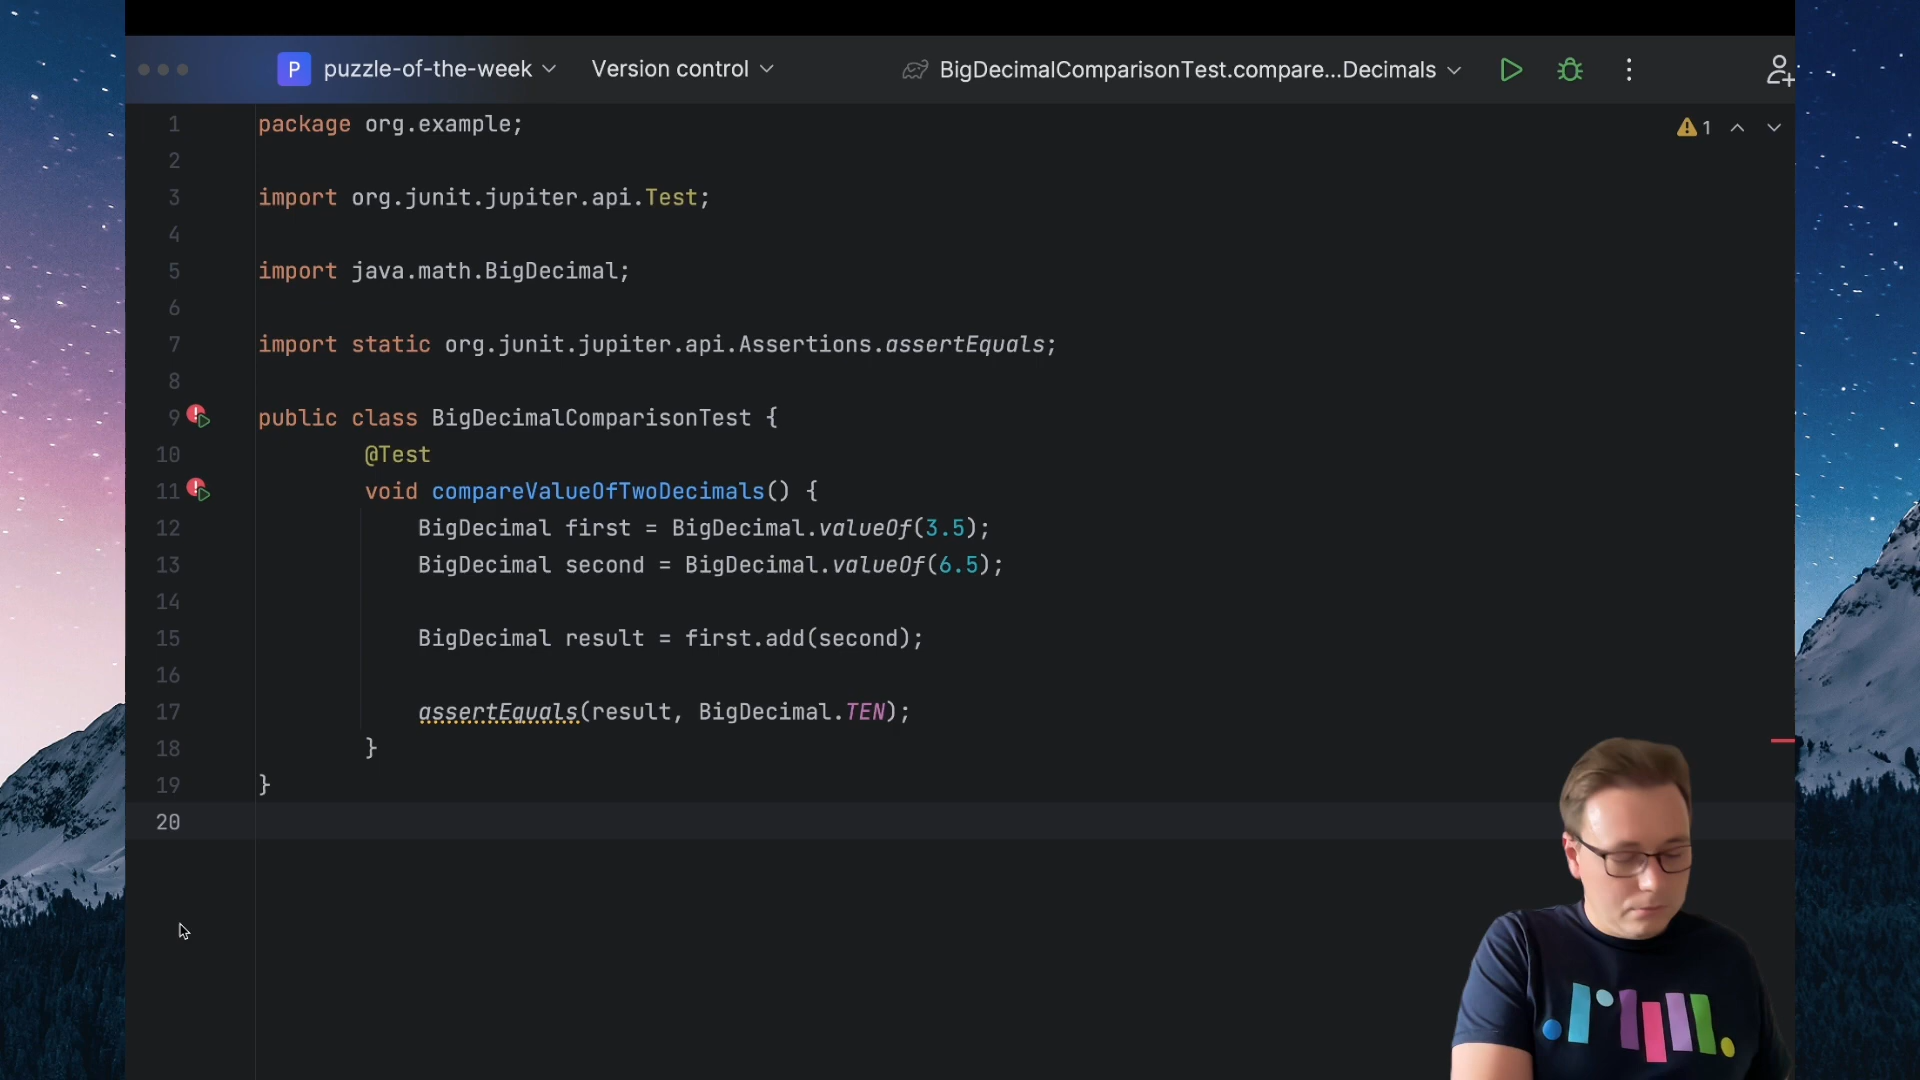 P puzzle-of-the-week Version control BigDecimalComparisonTest.compare...Decimals
1 package org.example; 1
2
3 import org.junit.jupiter.api.Test;
4
5 import java.math.BigDecimal;
6
7 import static org.junit.jupiter.api.Assertions.assertEquals;
8
9 public class BigDecimalComparisonTest {
10 @Test
11 void compareValueOfTwoDecimals() {
12 BigDecimal first = BigDecimal.valueOf(3.5);
13 BigDecimal second = BigDecimal.valueOf(6.5);
14
15 BigDecimal result = first.add(second);
16
17 assertEquals(result, BigDecimal.TEN);
18 }
19 }
20